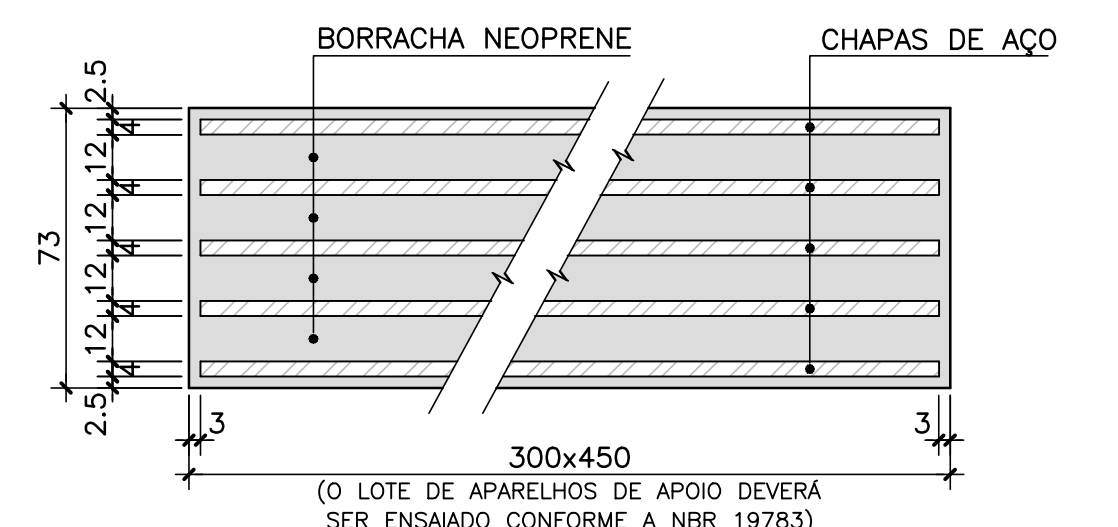 BORRACHA NEOPRENE
CHAPAS DE AÇO
2.5
4
12
4
12
4
12
4
12
4
2.5
73
3
3
300x450
(O LOTE DE APARELHOS DE APOIO DEVERÁ
SER ENSAIADO CONFORME A NBR 19783)